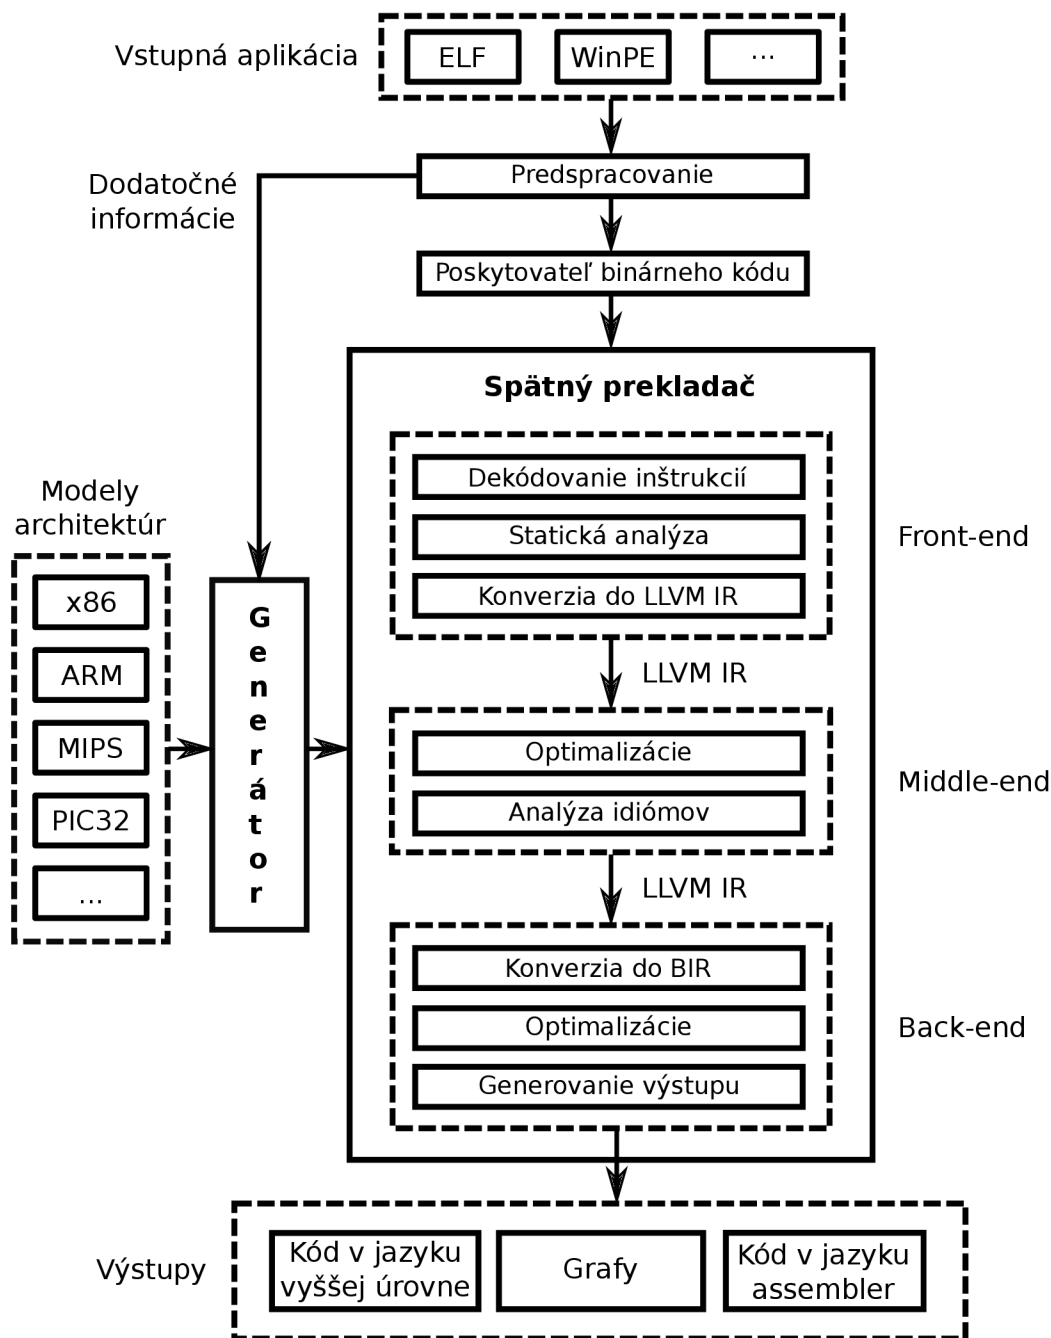 Vstupná aplikácia
ELF
WinPE
...
Predspracovanie
Dodatočné
informácie
Poskytovateľ binárneho kódu
Spätný prekladač
Dekódovanie inštrukcií
Statická analýza
Konverzia do LLVM IR
Front-end
Modely
architektúr
x86
ARM
MIPS
PIC32
...
Generátor
LLVM IR
Optimalizácie
Analýza idiómov
Middle-end
LLVM IR
Konverzia do BIR
Optimalizácie
Generovanie výstupu
Back-end
Výstupy
Kód v jazyku
vyššej úrovne
Grafy
Kód v jazyku
assembler